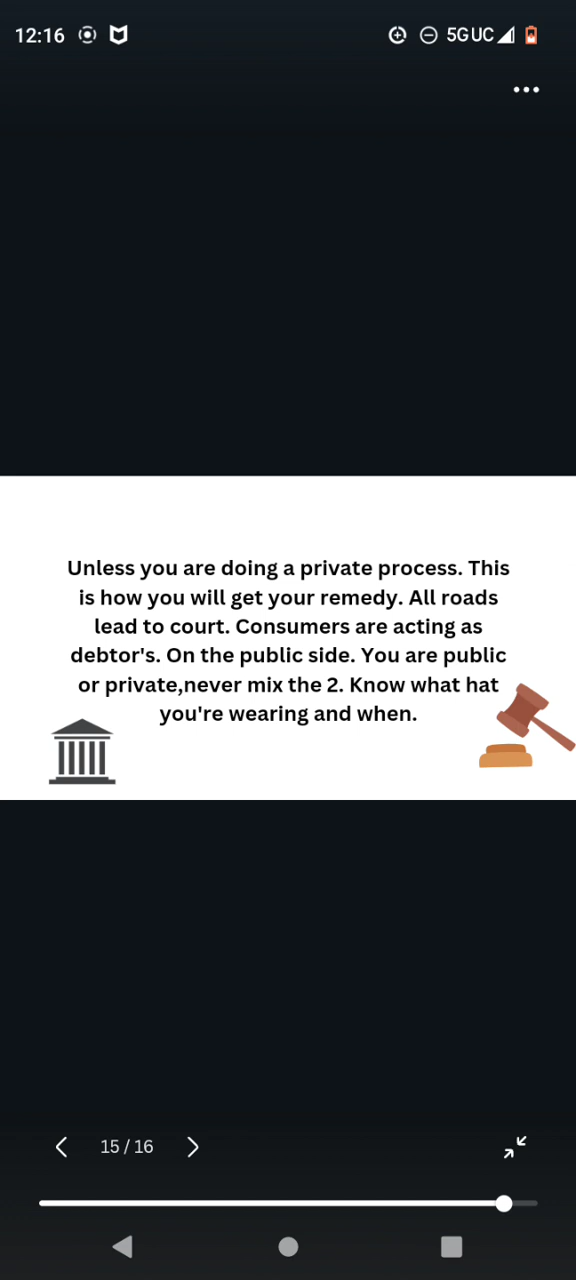 12:16 5GUC
Unless you are doing a private process. This
is how you will get your remedy. All roads
lead to court. Consumers are acting as
debtor's. On the public side. You are public
or private,never mix the 2. Know what hat
you're wearing and when.
15 / 16